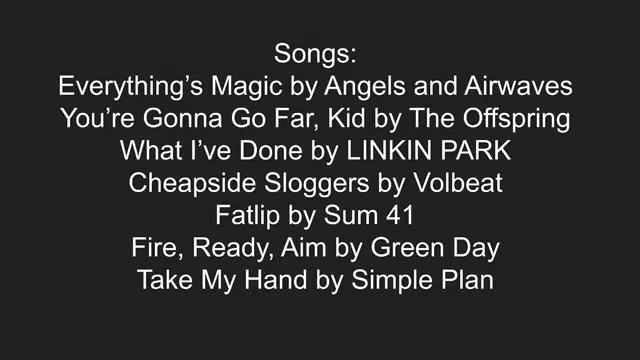 Songs:
Everything’s Magic by Angels and Airwaves
You’re Gonna Go Far, Kid by The Offspring
What I’ve Done by LINKIN PARK
Cheapside Sloggers by Volbeat
Fatlip by Sum 41
Fire, Ready, Aim by Green Day
Take My Hand by Simple Plan